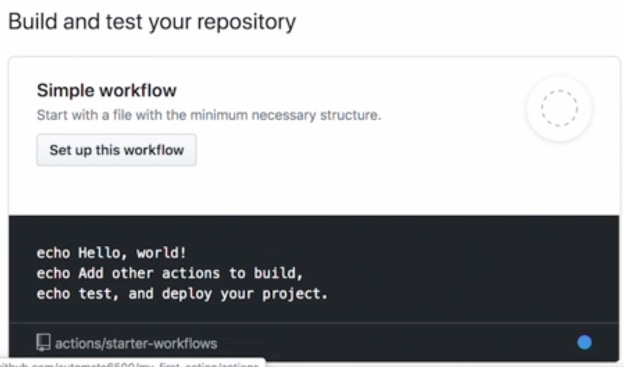 Build and test your repository
Simple workflow
Start with a file with the minimum necessary structure.
Set up this workflow
echo Hello, world!
echo Add other actions to build,
echo test, and deploy your project.
actions/starter-workflows